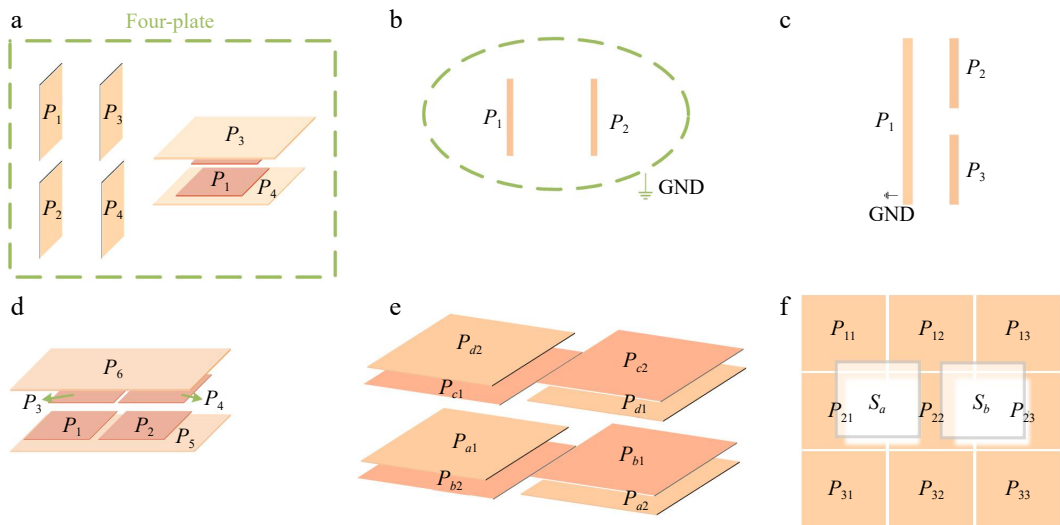 a
Four-plate
P1
P3
P2
P4
P3
P1
P4
b
P1
P2
GND
c
P1
P2
P3
GND
d
P6
P3
P4
P1
P2
P5
e
Pd2
Pc2
Pc1
Pd1
Pa1
Pb1
Pb2
Pa2
f
P11 P12 P13
P21 Sa P22 Sb P23
P31 P32 P33